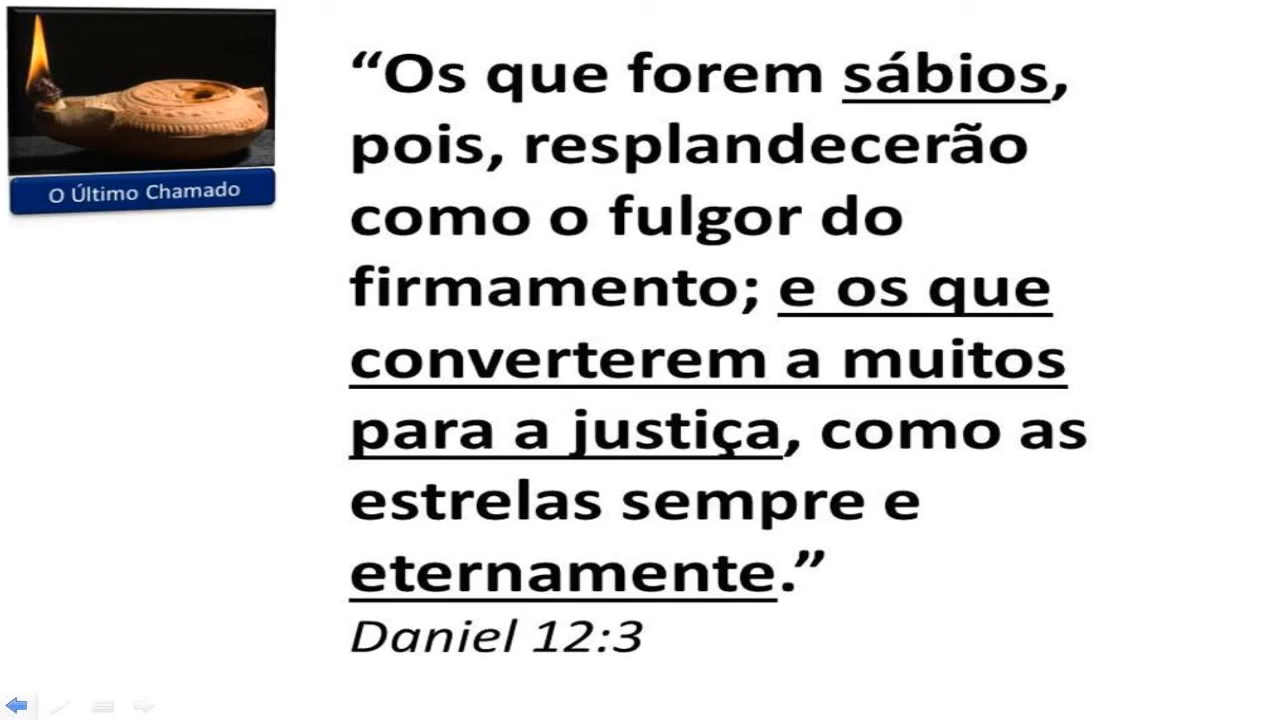 O Último Chamado
“Os que forem sábios,
pois, resplandecerão
como o fulgor do
firmamento; e os que
converterem a muitos
para a justiça, como as
estrelas sempre e
eternamente.”
Daniel 12:3